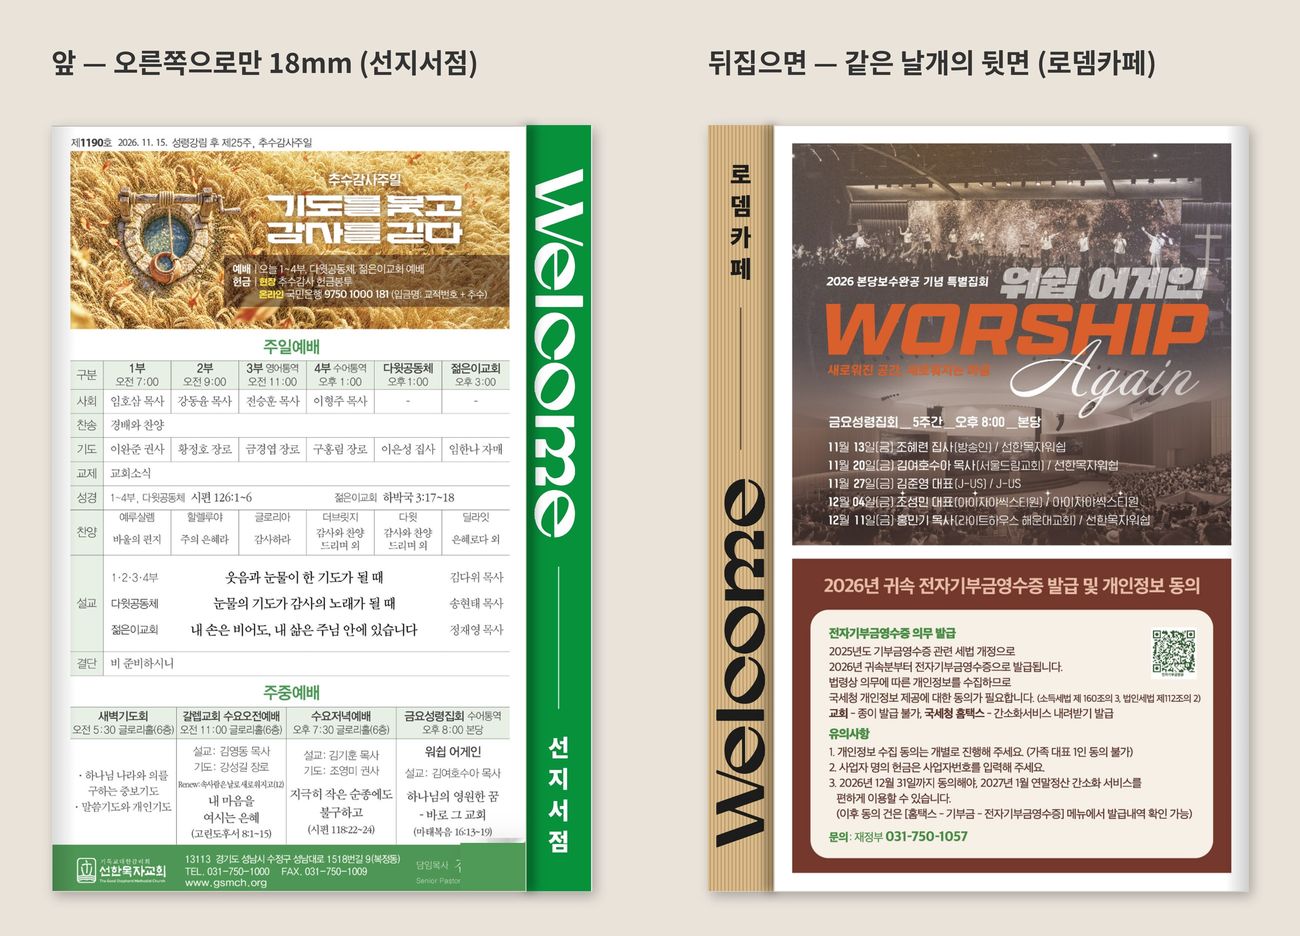 앞 — 오른쪽으로만 18mm (선지서점)
제1190호 2026. 11. 15. 성령강림 후 제25주, 추수감사주일
추수감사주일
기도를 붓고
감사를 긷다
예배 | 오늘 1~4부, 다윗공동체, 젊은이교회 예배
헌금 | 현장 추수감사 헌금봉투
온라인 국민은행 9750 1000 181 (입금명: 교적번호 + 추수)
주일예배
구분 1부 오전 7:00 2부 오전 9:00 3부 영어통역 오전 11:00 4부 수어통역 오후 1:00 다윗공동체 오후 1:00 젊은이교회 오후 3:00
사회 임호삼 목사 강동윤 목사 전승훈 목사 이형주 목사 - -
찬송 경배와 찬양
기도 이완준 권사 황정호 장로 금경엽 장로 구홍림 장로 이은성 집사 임한나 자매
교제 교회소식
성경 1~4부, 다윗공동체 시편 126:1~6 젊은이교회 하박국 3:17~18
찬양 예루살렘 바울의 편지 할렐루야 주의 은혜라 글로리아 감사하라 더브릿지 감사와 찬양 드리며 외 다윗 감사와 찬양 드리며 외 딜라잇 은혜로다 외
설교 1·2·3·4부 웃음과 눈물이 한 기도가 될 때 김다위 목사
다윗공동체 눈물의 기도가 감사의 노래가 될 때 송현태 목사
젊은이교회 내 손은 비어도, 내 삶은 주님 안에 있습니다 정재영 목사
결단 비 준비하시니
주중예배
새벽기도회 오전 5:30 글로리홀(6층)
· 하나님 나라와 의를
구하는 중보기도
· 말씀기도와 개인기도
갈렙교회 수요오전예배 오전 11:00 글로리홀(6층)
설교: 김영동 목사
기도: 강성길 장로
Renew: 속사람은 날로 새로워지고(12)
내 마음을
여시는 은혜
(고린도후서 8:1~15)
수요저녁예배 오후 7:30 글로리홀(6층)
설교: 김기훈 목사
기도: 조영미 권사
지극히 작은 순종에도
불구하고
(시편 118:22~24)
금요성령집회 수어통역 오후 8:00 본당
워쉽 어게인
설교: 김여호수아 목사
하나님의 영원한 꿈
- 바로 그 교회
(마태복음 16:13~19)
기독교대한감리회
선한목자교회
The Good Shepherd Methodist Church
13113 경기도 성남시 수정구 성남대로 1518번길 9(복정동)
TEL. 031-750-1000 FAX. 031-750-1009
www.gsmch.org
담임목사
Senior Pastor
Welcome
선지서점
뒤집으면 — 같은 날개의 뒷면 (로뎀카페)
로뎀카페
Welcome
2026 본당보수완공 기념 특별집회 워쉽 어게인
WORSHIP
Again
새로워진 공간, 새로워지는 마음
금요성령집회 _ 5주간 _ 오후 8:00 _ 본당
11월 13일(금) 조혜련 집사(방송인) / 선한목자워쉽
11월 20일(금) 김여호수아 목사(서울드림교회) / 선한목자워쉽
11월 27일(금) 김준영 대표(J-US) / J-US
12월 04일(금) 조성민 대표(아이자야씩스티원) / 아이자야씩스티원
12월 11일(금) 홍민기 목사(라이트하우스 해운대교회) / 선한목자워쉽
2026년 귀속 전자기부금영수증 발급 및 개인정보 동의
전자기부금영수증 의무 발급
2025년도 기부금영수증 관련 세법 개정으로
2026년 귀속분부터 전자기부금영수증으로 발급됩니다.
법령상 의무에 따른 개인정보를 수집하므로
국세청 개인정보 제공에 대한 동의가 필요합니다. (소득세법 제 160조의 3, 법인세법 제112조의 2)
교회 – 종이 발급 불가, 국세청 홈택스 – 간소화서비스 내려받기 발급
전자기부금영수증
유의사항
1. 개인정보 수집 동의는 개별로 진행해 주세요. (가족 대표 1인 동의 불가)
2. 사업자 명의 헌금은 사업자번호를 입력해 주세요.
3. 2026년 12월 31일까지 동의해야, 2027년 1월 연말정산 간소화 서비스를
편하게 이용할 수 있습니다.
(이후 동의 건은 [홈택스 – 기부금 – 전자기부금영수증] 메뉴에서 발급내역 확인 가능)
문의: 재정부 031-750-1057